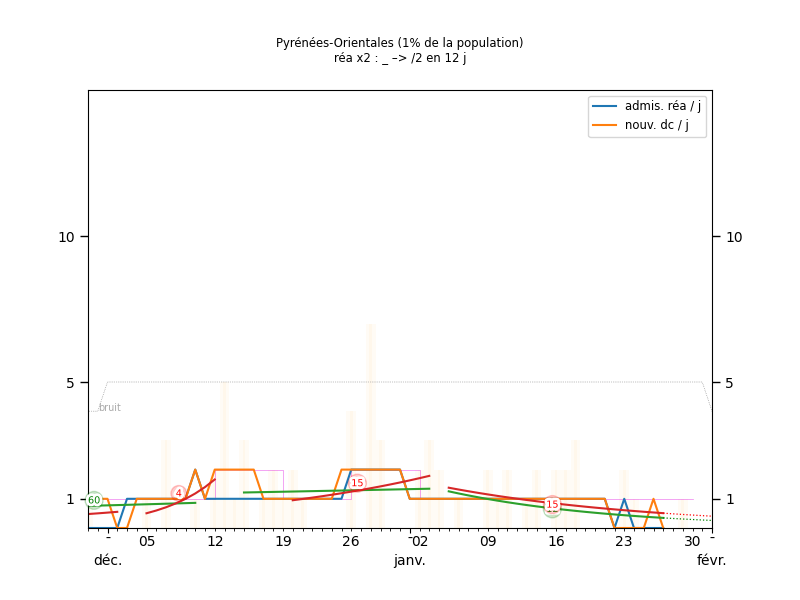 Pyrénées-Orientales (1% de la population)
réa x2 : _ –> /2 en 12 j
admis. réa / j
nouv. dc / j
10 10
5 5
bruit
60 4 15 15
1 1
- 05 12 19 26 -02 09 16 23 30 -
déc. janv. févr.